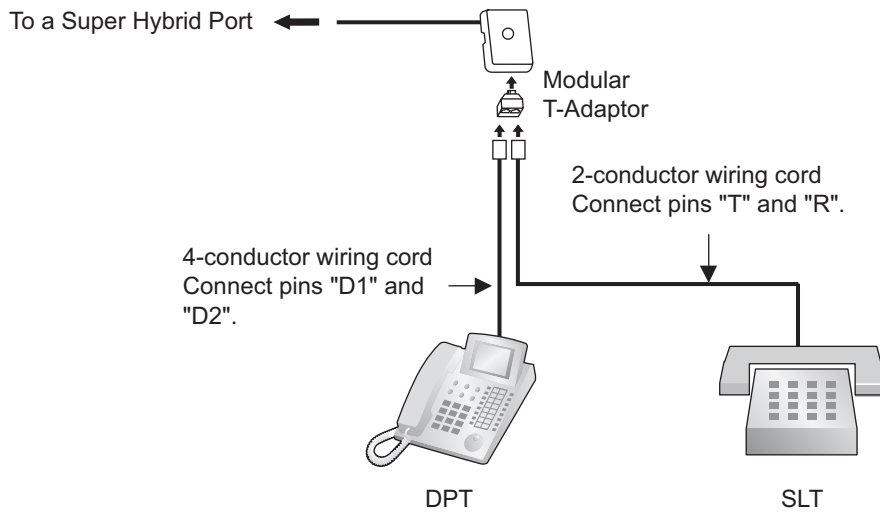 To a Super Hybrid Port
Modular
T-Adaptor
2-conductor wiring cord
Connect pins "T" and "R".
4-conductor wiring cord
Connect pins "D1" and
"D2".
DPT
SLT